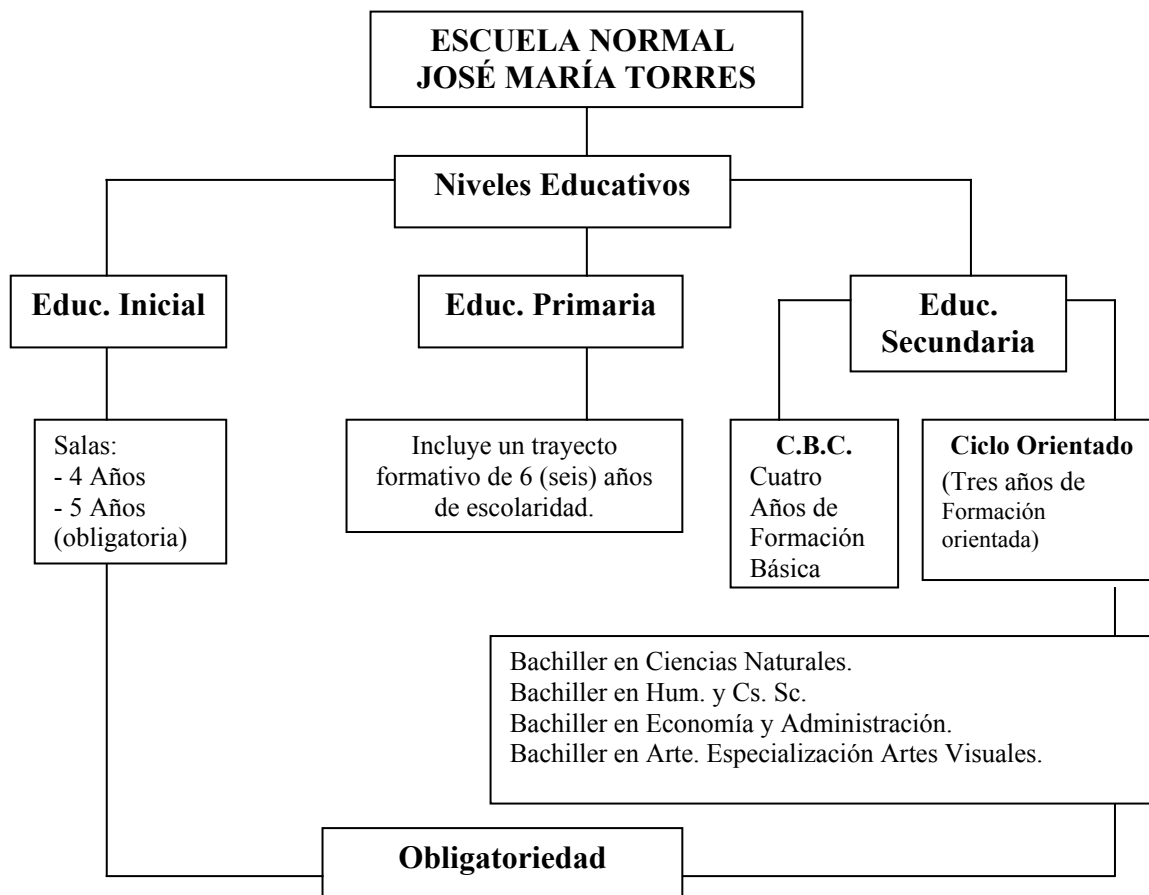 ESCUELA NORMAL
JOSÉ MARÍA TORRES
Niveles Educativos
Educ. Inicial
Educ. Primaria
Educ.
Secundaria
Salas:
- 4 Años
- 5 Años
(obligatoria)
Incluye un trayecto
formativo de 6 (seis) años
de escolaridad.
C.B.C.
Cuatro
Años de
Formación
Básica
Ciclo Orientado
(Tres años de
Formación
orientada)
Bachiller en Ciencias Naturales.
Bachiller en Hum. y Cs. Sc.
Bachiller en Economía y Administración.
Bachiller en Arte. Especialización Artes Visuales.
Obligatoriedad